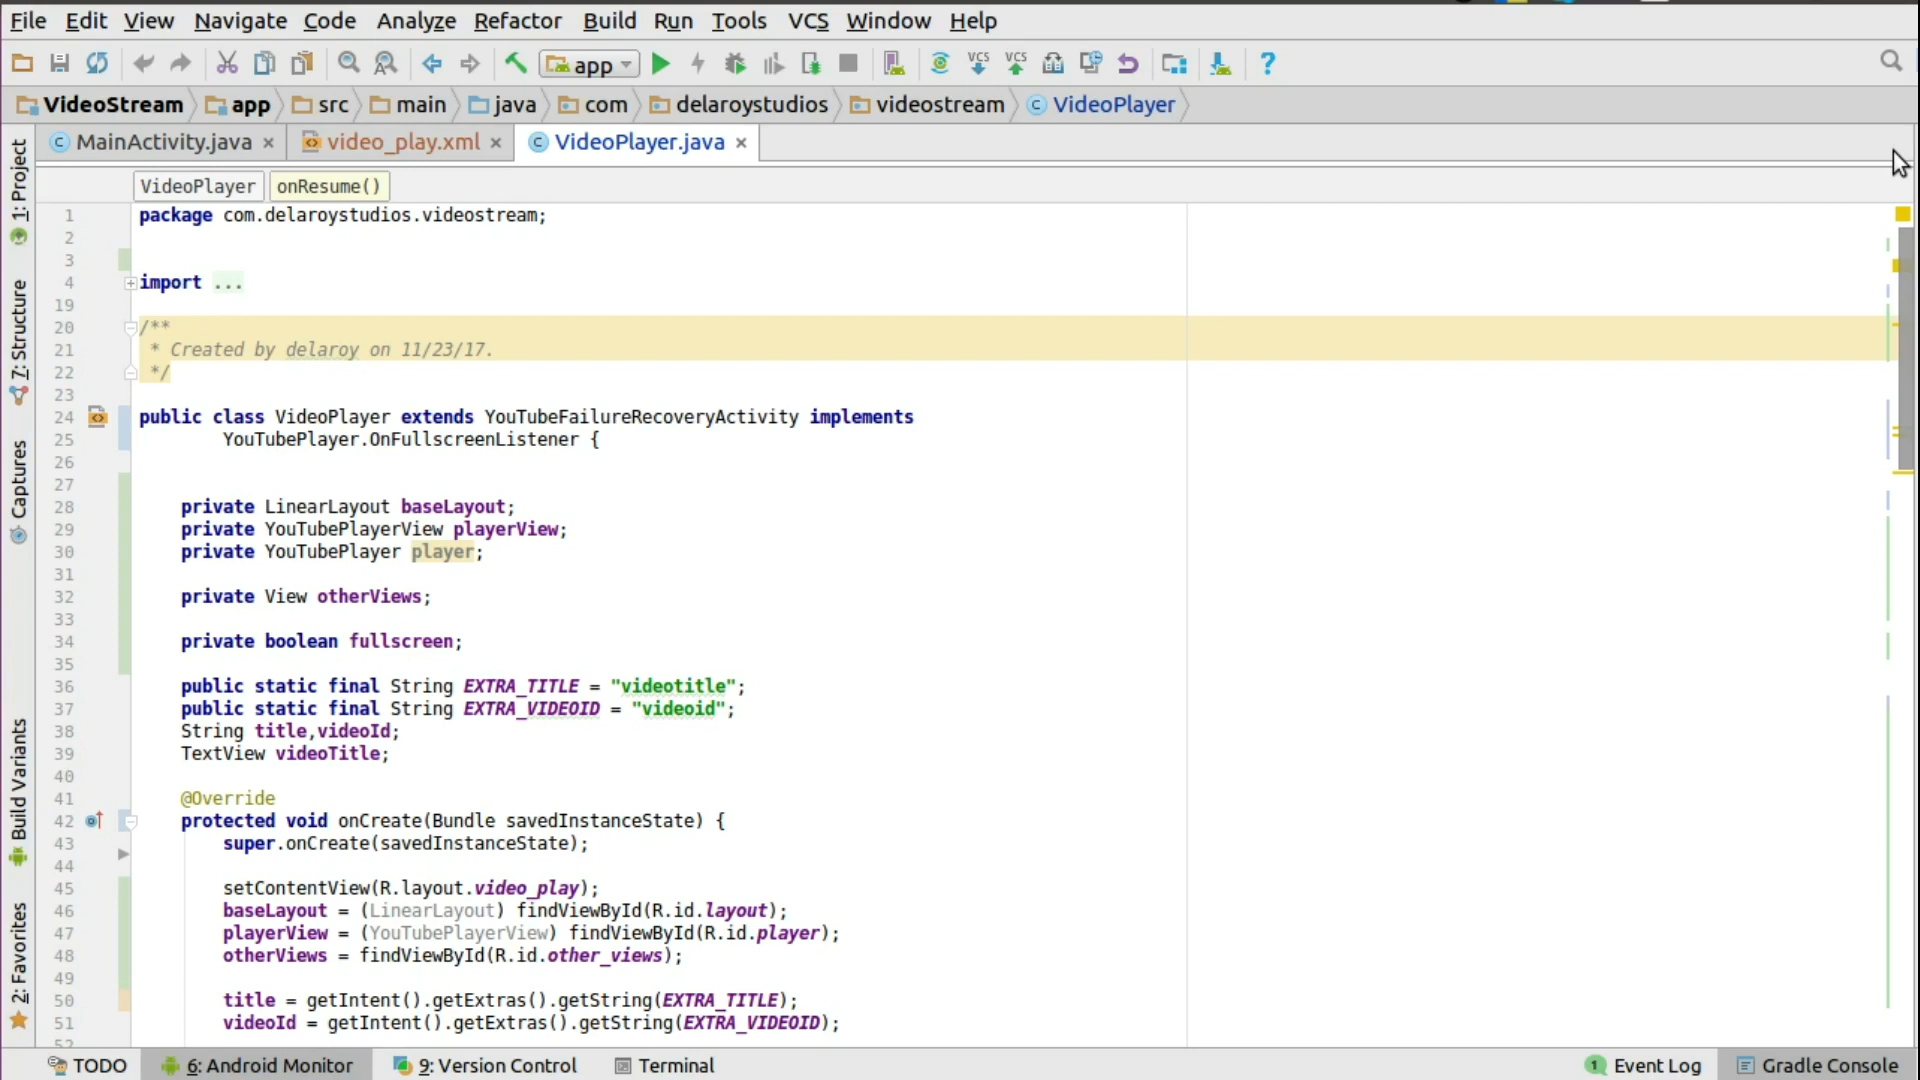 File Edit View Navigate Code Analyze Refactor Build Run Tools VCS Window Help
app VCS VCS ?
VideoStream app src main java com delaroystudios videostream VideoPlayer
MainActivity.java video_play.xml VideoPlayer.java
VideoPlayer onResume()
1 package com.delaroystudios.videostream;
2
3
4 import ...
19
20 /**
21 * Created by delaroy on 11/23/17.
22 */
23
24 public class VideoPlayer extends YouTubeFailureRecoveryActivity implements
25 YouTubePlayer.OnFullscreenListener {
26
27
28 private LinearLayout baseLayout;
29 private YouTubePlayerView playerView;
30 private YouTubePlayer player;
31
32 private View otherViews;
33
34 private boolean fullscreen;
35
36 public static final String EXTRA_TITLE = "videotitle";
37 public static final String EXTRA_VIDEOID = "videoid";
38 String title,videoId;
39 TextView videoTitle;
40
41 @Override
42 protected void onCreate(Bundle savedInstanceState) {
43 super.onCreate(savedInstanceState);
44
45 setContentView(R.layout.video_play);
46 baseLayout = (LinearLayout) findViewById(R.id.layout);
47 playerView = (YouTubePlayerView) findViewById(R.id.player);
48 otherViews = findViewById(R.id.other_views);
49
50 title = getIntent().getExtras().getString(EXTRA_TITLE);
51 videoId = getIntent().getExtras().getString(EXTRA_VIDEOID);
52
1: Project
7: Structure
Captures
Build Variants
2: Favorites
TODO 6: Android Monitor 9: Version Control Terminal 1 Event Log Gradle Console